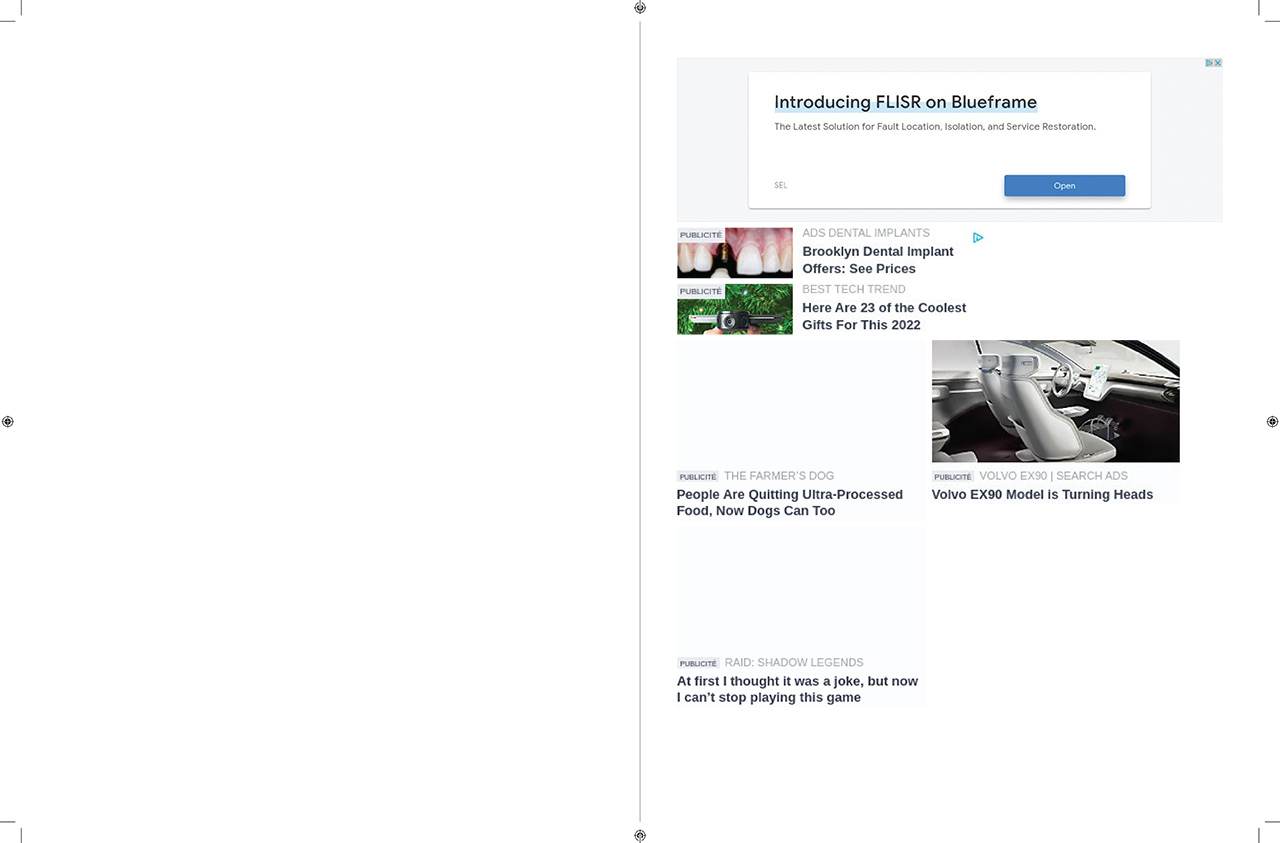 Introducing FLISR on Blueframe
The Latest Solution for Fault Location, Isolation, and Service Restoration.
SEL
Open
PUBLICITÉ
ADS DENTAL IMPLANTS
Brooklyn Dental Implant
Offers: See Prices
PUBLICITÉ
BEST TECH TREND
Here Are 23 of the Coolest
Gifts For This 2022
PUBLICITÉ THE FARMER'S DOG
People Are Quitting Ultra-Processed
Food, Now Dogs Can Too
PUBLICITÉ VOLVO EX90 | SEARCH ADS
Volvo EX90 Model is Turning Heads
PUBLICITÉ RAID: SHADOW LEGENDS
At first I thought it was a joke, but now
I can't stop playing this game